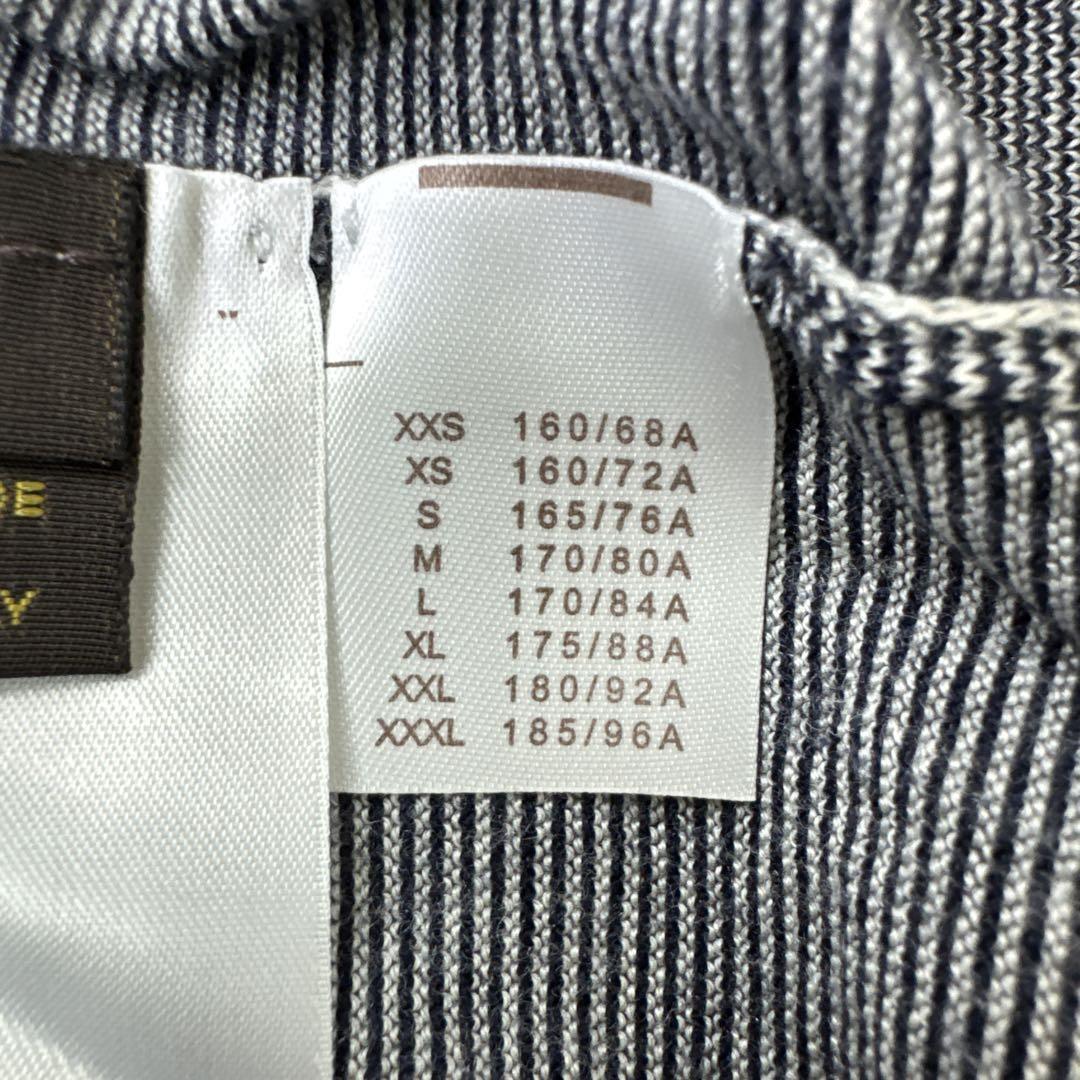 XXS 160/68A
XS 160/72A
S 165/76A
M 170/80A
L 170/84A
XL 175/88A
XXL 180/92A
XXXL 185/96A